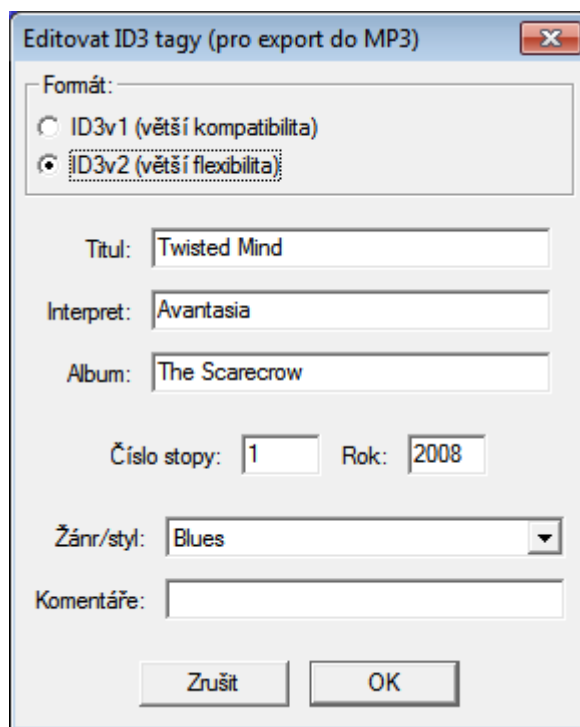 Editovat ID3 tagy (pro export do MP3)
Formát:
ID3v1 (větší kompatibilita)
ID3v2 (větší flexibilita)
Titul: Twisted Mind
Interpret: Avantasia
Album: The Scarecrow
Číslo stopy: 1 Rok: 2008
Žánr/styl: Blues
Komentáře:
Zrušit OK